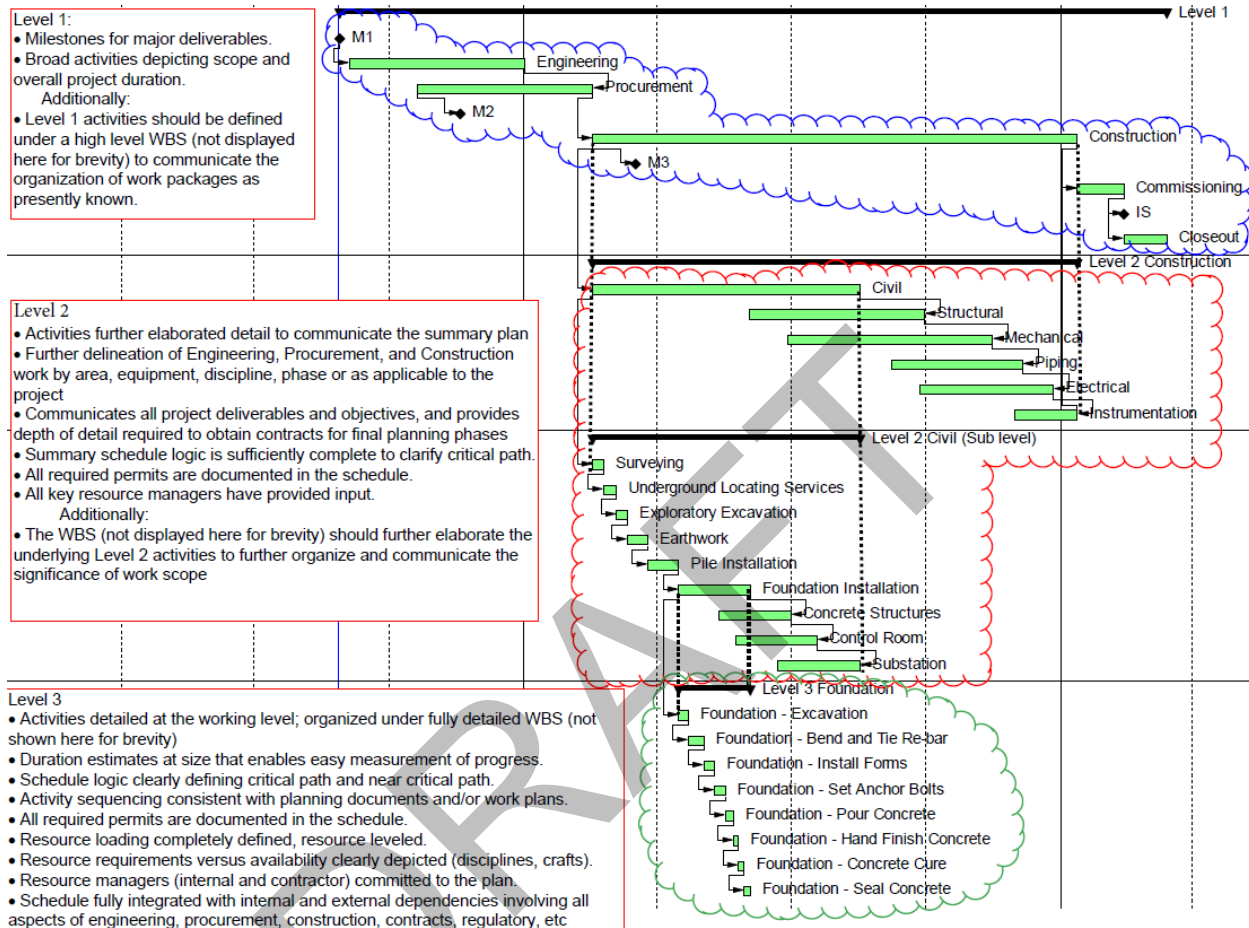 Level 1:
• Milestones for major deliverables.
• Broad activities depicting scope and
overall project duration.
Additionally:
• Level 1 activities should be defined
under a high level WBS (not displayed
here for brevity) to communicate the
organization of work packages as
presently known.
Level 1
M1
Engineering
Procurement
M2
Construction
M3
Commissioning
IS
Closeout
Level 2
• Activities further elaborated detail to communicate the summary plan
• Further delineation of Engineering, Procurement, and Construction
work by area, equipment, discipline, phase or as applicable to the
project
• Communicates all project deliverables and objectives, and provides
depth of detail required to obtain contracts for final planning phases
• Summary schedule logic is sufficiently complete to clarify critical path.
• All required permits are documented in the schedule.
• All key resource managers have provided input.
Additionally:
• The WBS (not displayed here for brevity) should further elaborate the
underlying Level 2 activities to further organize and communicate the
significance of work scope
Level 2 Construction
Civil
Structural
Mechanical
Piping
Electrical
Instrumentation
Level 2 Civil (Sub level)
Surveying
Underground Locating Services
Exploratory Excavation
Earthwork
Pile Installation
Foundation Installation
Concrete Structures
Control Room
Substation
Level 3
• Activities detailed at the working level; organized under fully detailed WBS (not
shown here for brevity)
• Duration estimates at size that enables easy measurement of progress.
• Schedule logic clearly defining critical path and near critical path.
• Activity sequencing consistent with planning documents and/or work plans.
• All required permits are documented in the schedule.
• Resource loading completely defined, resource leveled.
• Resource requirements versus availability clearly depicted (disciplines, crafts).
• Resource managers (internal and contractor) committed to the plan.
• Schedule fully integrated with internal and external dependencies involving all
aspects of engineering, procurement, construction, contracts, regulatory, etc
Level 3 Foundation
Foundation - Excavation
Foundation - Bend and Tie Re-bar
Foundation - Install Forms
Foundation - Set Anchor Bolts
Foundation - Pour Concrete
Foundation - Hand Finish Concrete
Foundation - Concrete Cure
Foundation - Seal Concrete
DRAFT